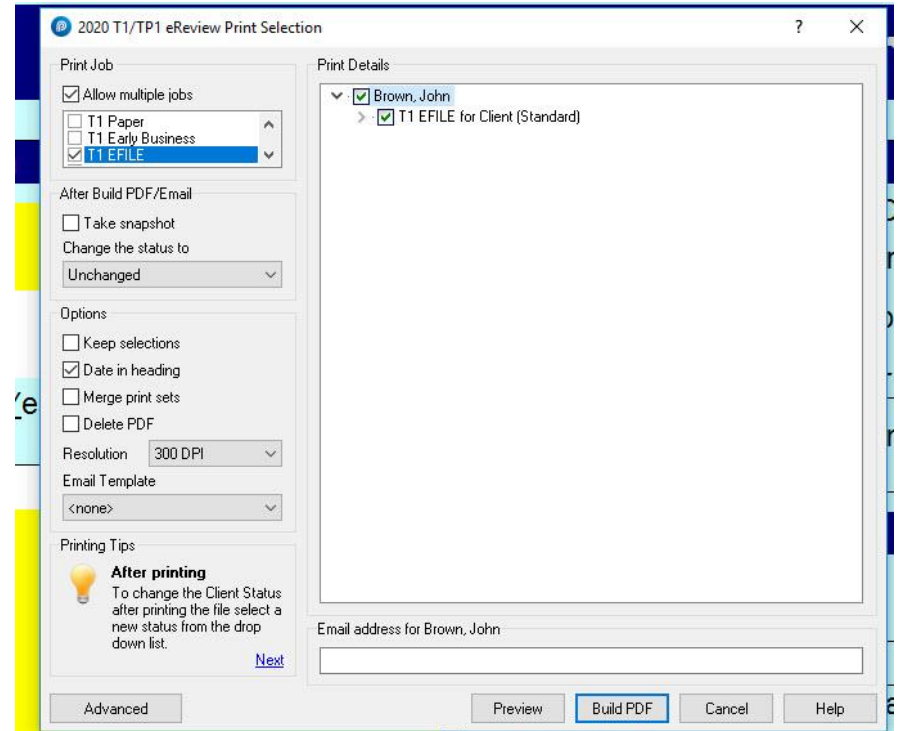 2020 T1/TP1 eReview Print Selection
?
Print Job
Allow multiple jobs
T1 Paper
T1 Early Business
T1 EFILE
After Build PDF/Email
Take snapshot
Change the status to
Unchanged
Options
Keep selections
Date in heading
Merge print sets
Delete PDF
Resolution 300 DPI
Email Template
<none>
Printing Tips
After printing
To change the Client Status
after printing the file select a
new status from the drop
down list.
Next
Print Details
Brown, John
T1 EFILE for Client (Standard)
Email address for Brown, John
Advanced Preview Build PDF Cancel Help